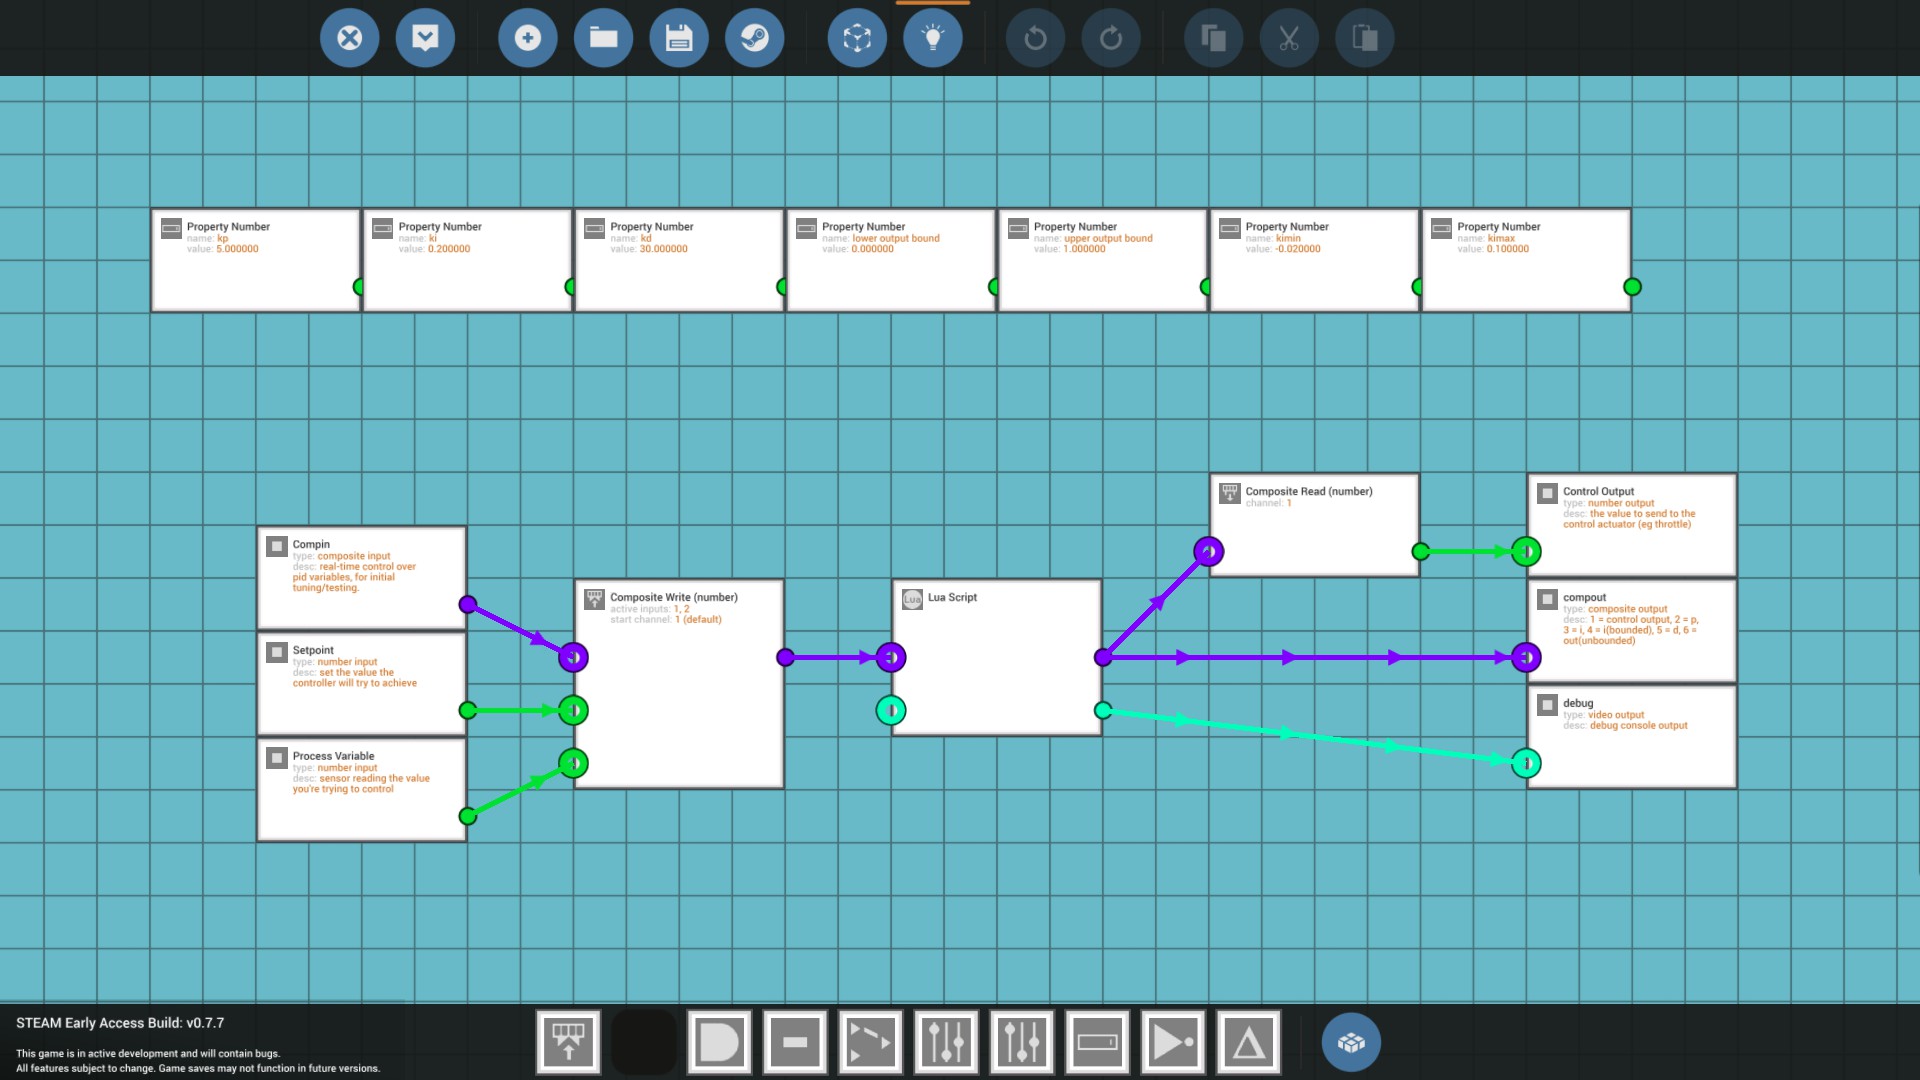 Property Number
name: kp
value: 5.000000
Property Number
name: ki
value: 0.200000
Property Number
name: kd
value: 30.000000
Property Number
name: lower output bound
value: 0.000000
Property Number
name: upper output bound
value: 1.000000
Property Number
name: kimin
value: -0.020000
Property Number
name: kimax
value: 0.100000
Compin
type: composite input
desc: real-time control over
pid variables, for initial
tuning/testing.
Setpoint
type: number input
desc: set the value the
controller will try to achieve
Process Variable
type: number input
desc: sensor reading the value
you're trying to control
Composite Write (number)
active inputs: 1, 2
start channel: 1 (default)
Lua
Lua Script
Composite Read (number)
channel: 1
Control Output
type: number output
desc: the value to send to the
control actuator (eg throttle)
compout
type: composite output
desc: 1 = control output, 2 = p,
3 = i, 4 = i(bounded), 5 = d, 6 =
out(unbounded)
debug
type: video output
desc: debug console output
STEAM Early Access Build: v0.7.7
This game is in active development and will contain bugs.
All features subject to change. Game saves may not function in future versions.